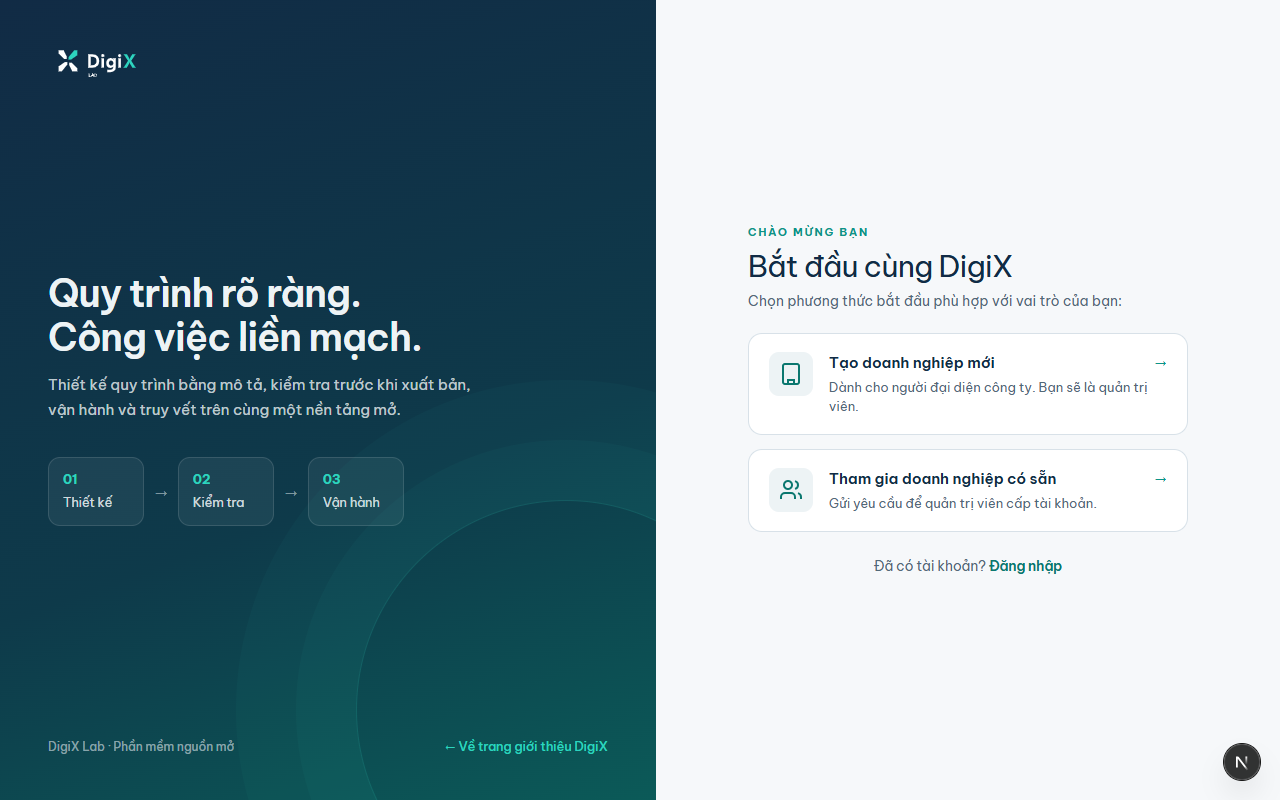 DigiX
LAB
Quy trình rõ ràng.
Công việc liền mạch.
Thiết kế quy trình bằng mô tả, kiểm tra trước khi xuất bản,
vận hành và truy vết trên cùng một nền tảng mở.
01
Thiết kế
→
02
Kiểm tra
→
03
Vận hành
DigiX Lab · Phần mềm nguồn mở
← Về trang giới thiệu DigiX
CHÀO MỪNG BẠN
Bắt đầu cùng DigiX
Chọn phương thức bắt đầu phù hợp với vai trò của bạn:
Tạo doanh nghiệp mới →
Dành cho người đại diện công ty. Bạn sẽ là quản trị
viên.
Tham gia doanh nghiệp có sẵn →
Gửi yêu cầu để quản trị viên cấp tài khoản.
Đã có tài khoản? Đăng nhập
N